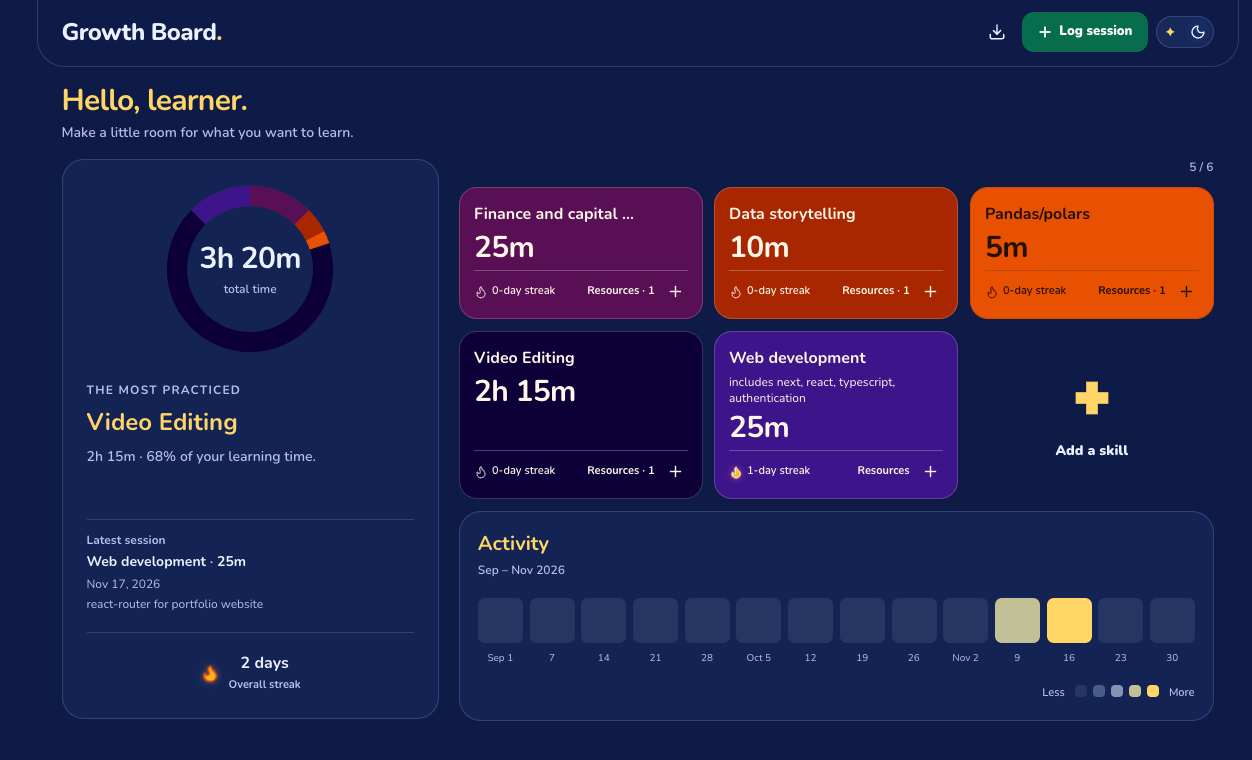 Growth Board.
Log session
Hello, learner.
Make a little room for what you want to learn.
3h 20m
total time
THE MOST PRACTICED
Video Editing
2h 15m · 68% of your learning time.
Latest session
Web development · 25m
Nov 17, 2026
react-router for portfolio website
2 days
Overall streak
5 / 6
Finance and capital ...
25m
0-day streak
Resources · 1
Data storytelling
10m
0-day streak
Resources · 1
Pandas/polars
5m
0-day streak
Resources · 1
Video Editing
2h 15m
0-day streak
Resources · 1
Web development
includes next, react, typescript,
authentication
25m
1-day streak
Resources
Add a skill
Activity
Sep – Nov 2026
Sep 1 7 14 21 28 Oct 5 12 19 26 Nov 2 9 16 23 30
Less More